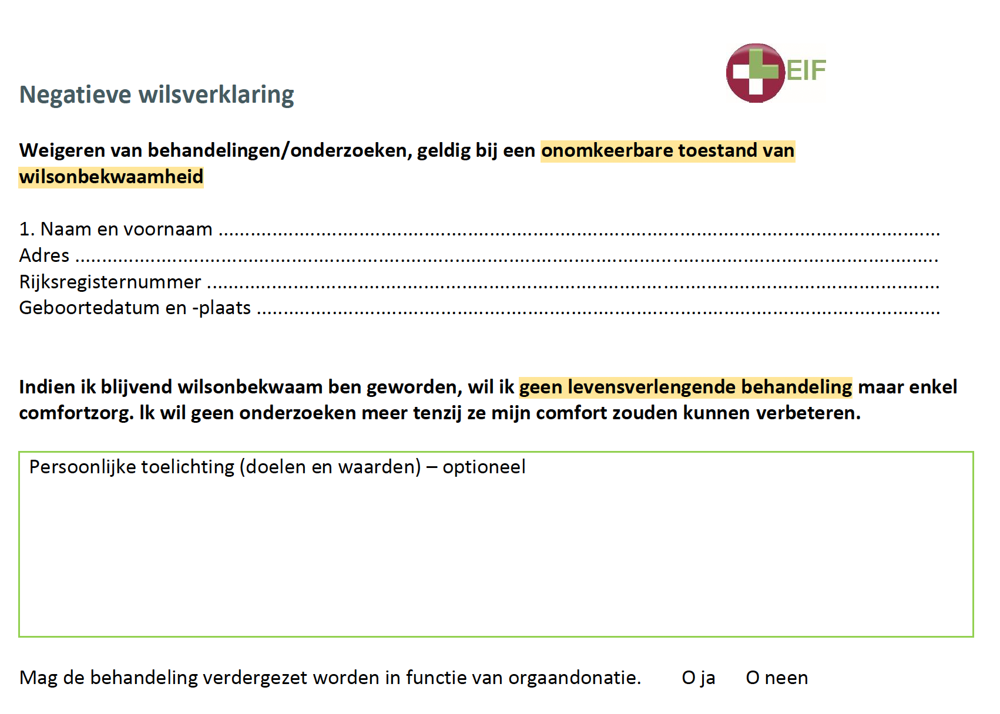 LEIF
Negatieve wilsverklaring
Weigeren van behandelingen/onderzoeken, geldig bij een onomkeerbare toestand van
wilsonbekwaamheid
1. Naam en voornaam ........................................................................................................................................
Adres ........................................................................................................................................
Rijksregisternummer ........................................................................................................................................
Geboortedatum en -plaats ........................................................................................................................................
Indien ik blijvend wilsonbekwaam ben geworden, wil ik geen levensverlengende behandeling maar enkel
comfortzorg. Ik wil geen onderzoeken meer tenzij ze mijn comfort zouden kunnen verbeteren.
Persoonlijke toelichting (doelen en waarden) – optioneel
Mag de behandeling verdergezet worden in functie van orgaandonatie. O ja O neen